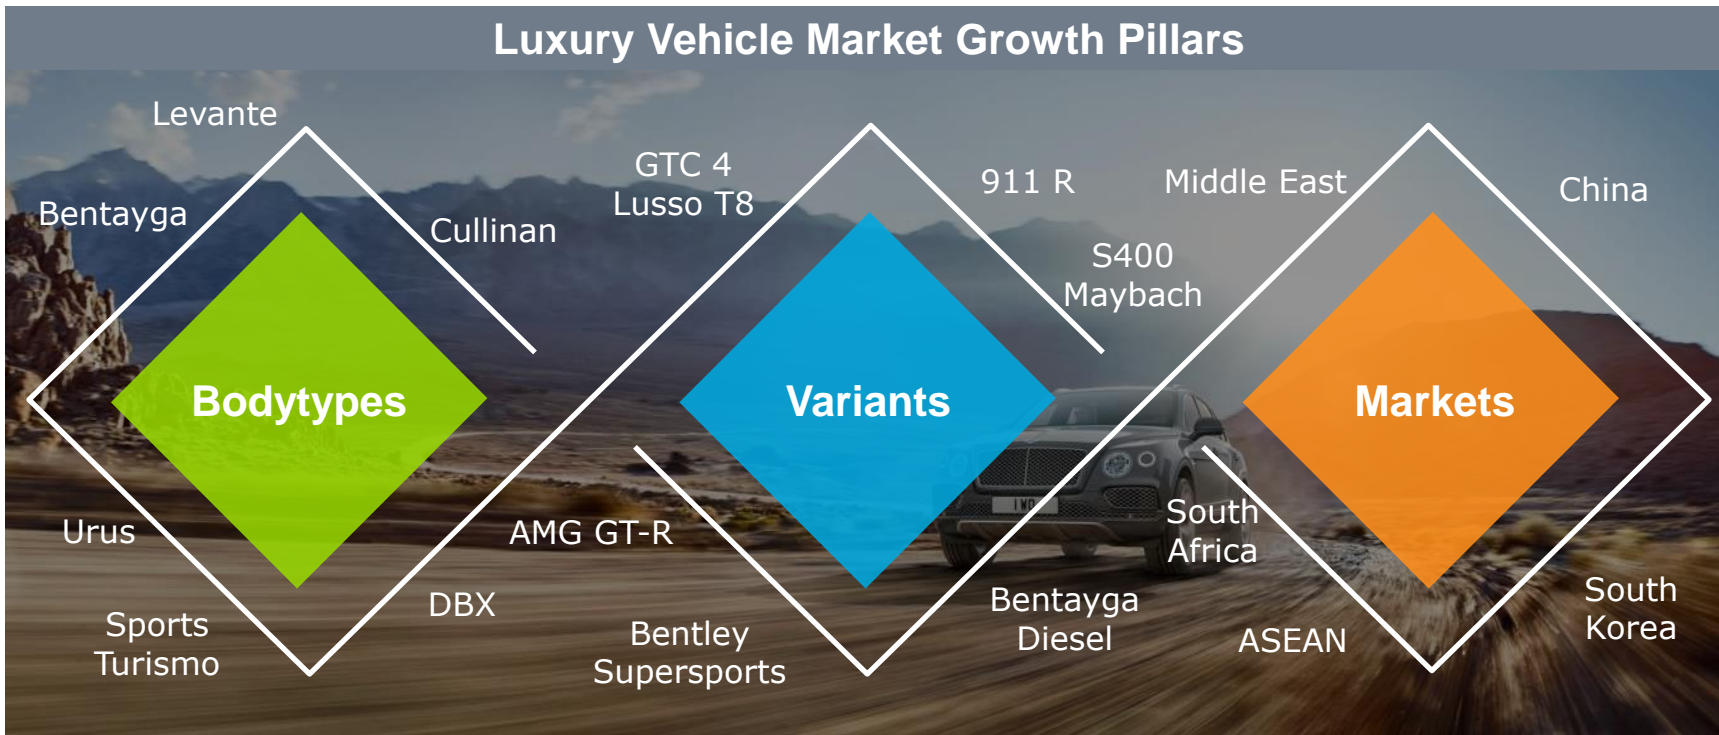 Luxury Vehicle Market Growth Pillars
Levante
Bentayga
Cullinan
Bodytypes
Urus
Sports
Turismo
DBX
GTC 4
Lusso T8
911 R
S400
Maybach
Variants
AMG GT-R
Bentley
Supersports
Bentayga
Diesel
Middle East
China
Markets
South
Africa
ASEAN
South
Korea